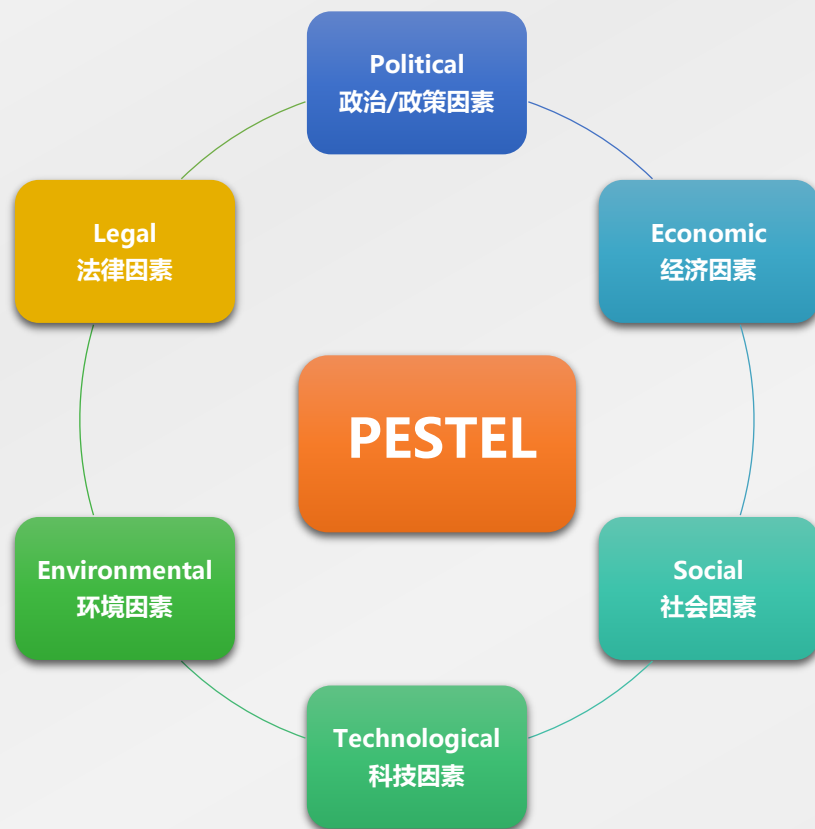 Political
政治/政策因素
Legal
法律因素
Economic
经济因素
PESTEL
Environmental
环境因素
Social
社会因素
Technological
科技因素